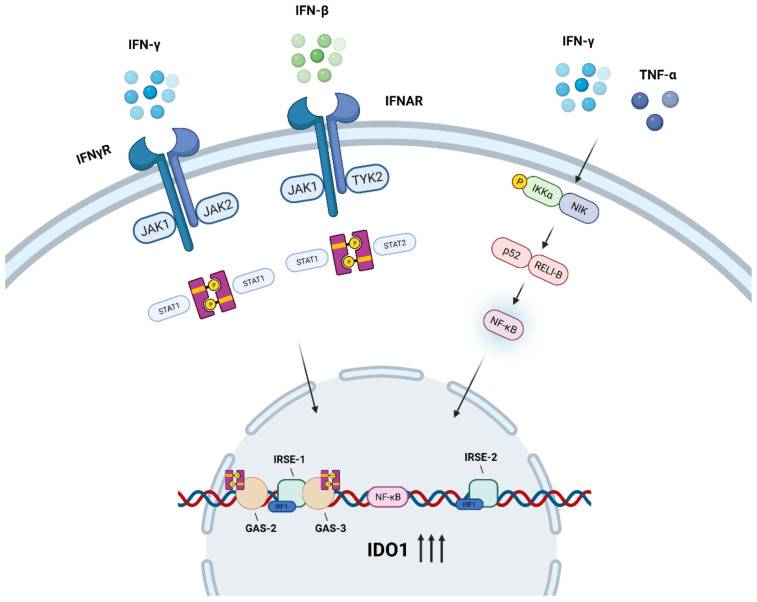 IFN-β
IFN-γ
IFN-γ
TNF-α
IFNAR
IFNγR
JAK1
TYK2
JAK1
JAK2
P
IKKα
NIK
P
P
STAT1
STAT2
p52
RELl-B
P
P
STAT1
STAT1
NF-κB
IRSE-1
IRSE-2
NF-κB
IRF1
IRF1
GAS-2
GAS-3
IDO1